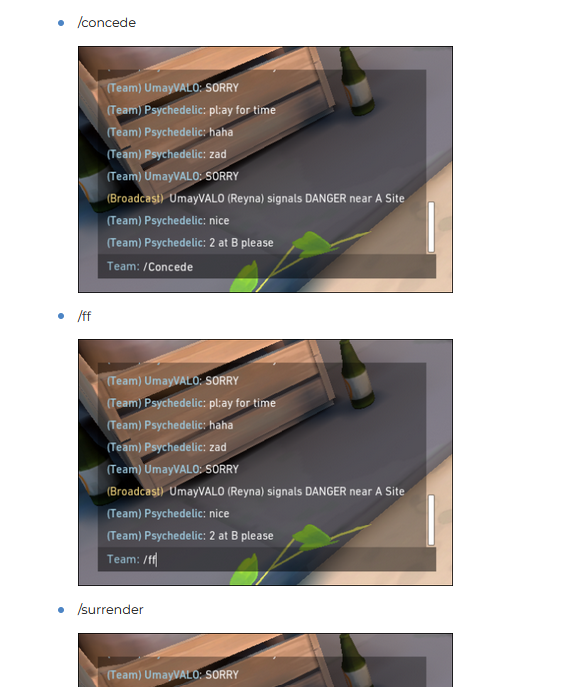 /concede
(Team) UmayVALO: SORRY
(Team) Psychedelic: pl;ay for time
(Team) Psychedelic: haha
(Team) Psychedelic: zad
(Team) UmayVALO: SORRY
(Broadcast) UmayVALO (Reyna) signals DANGER near A Site
(Team) Psychedelic: nice
(Team) Psychedelic: 2 at B please
Team: /Concede
/ff
(Team) UmayVALO: SORRY
(Team) Psychedelic: pl;ay for time
(Team) Psychedelic: haha
(Team) Psychedelic: zad
(Team) UmayVALO: SORRY
(Broadcast) UmayVALO (Reyna) signals DANGER near A Site
(Team) Psychedelic: nice
(Team) Psychedelic: 2 at B please
Team: /ff
/surrender
(Team) UmayVALO: SORRY